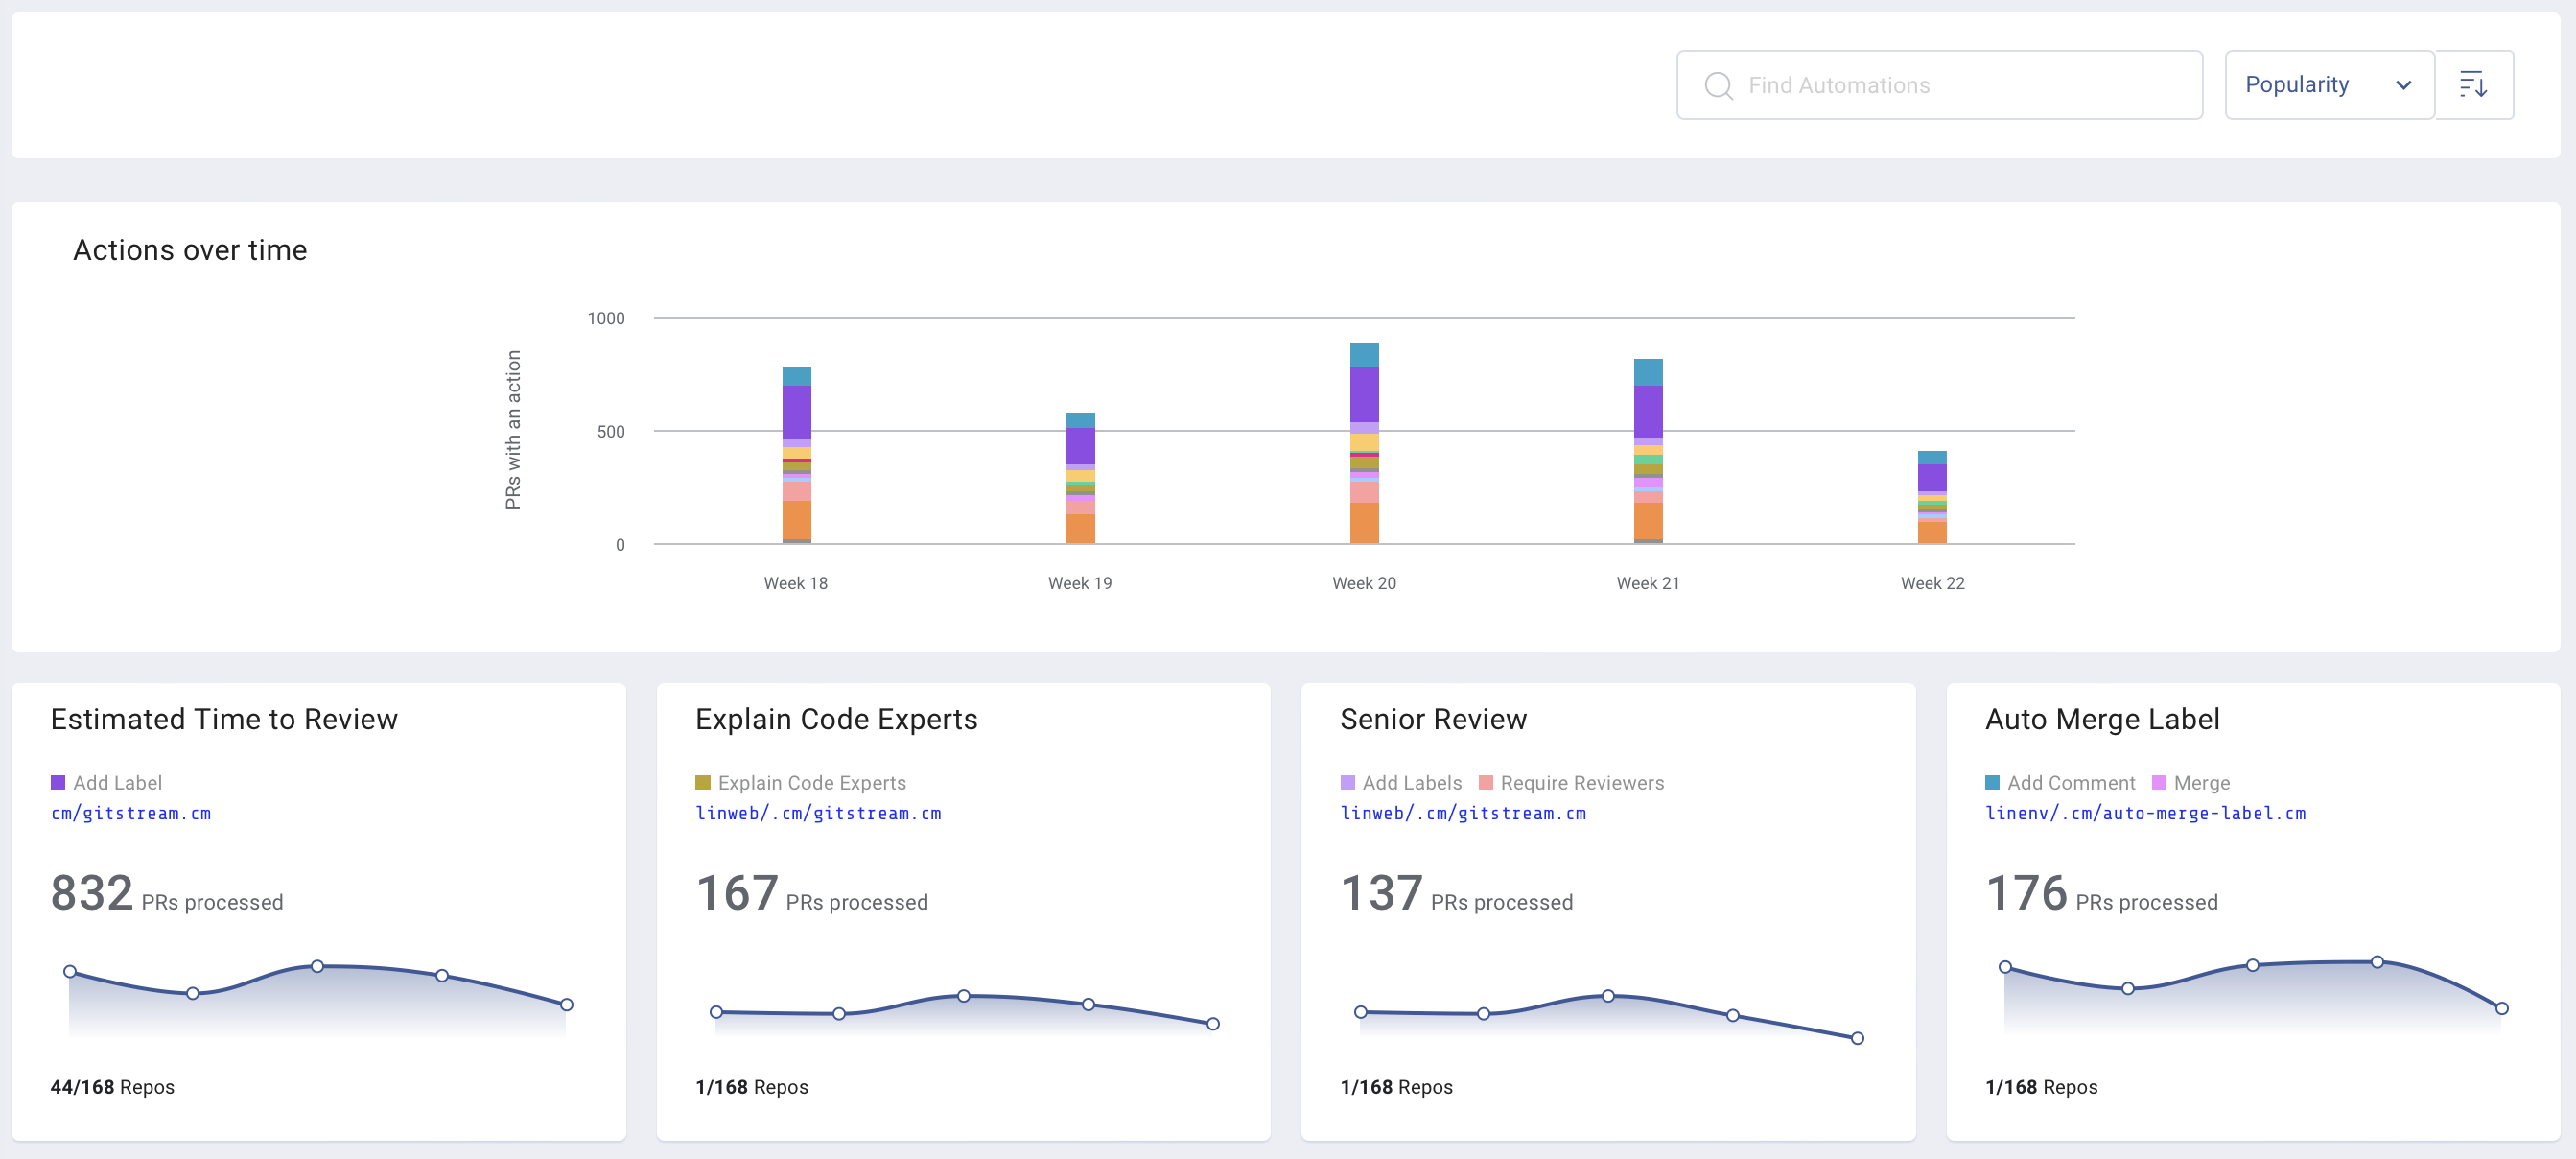 Find Automations
Popularity
Actions over time
PRs with an action
1000
500
0
Week 18 Week 19 Week 20 Week 21 Week 22
Estimated Time to Review
Add Label
cm/gitstream.cm
832 PRs processed
44/168 Repos
Explain Code Experts
Explain Code Experts
linweb/.cm/gitstream.cm
167 PRs processed
1/168 Repos
Senior Review
Add Labels Require Reviewers
linweb/.cm/gitstream.cm
137 PRs processed
1/168 Repos
Auto Merge Label
Add Comment Merge
linenv/.cm/auto-merge-label.cm
176 PRs processed
1/168 Repos